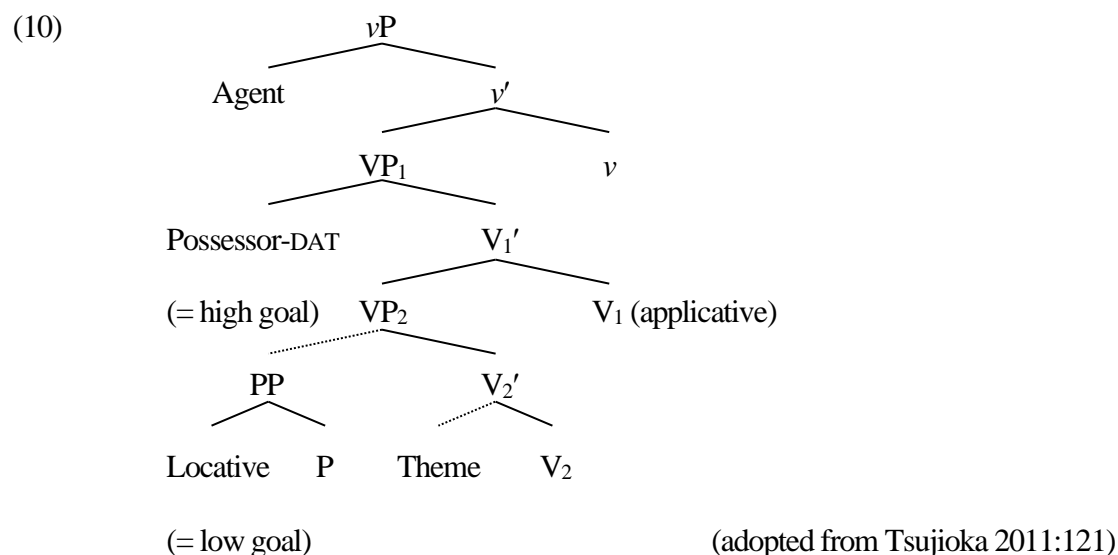 (10) vP
Agent v′
VP₁ v
Possessor-DAT V₁′
(= high goal) VP₂ V₁ (applicative)
PP V₂′
Locative P Theme V₂
(= low goal) (adopted from Tsujioka 2011:121)